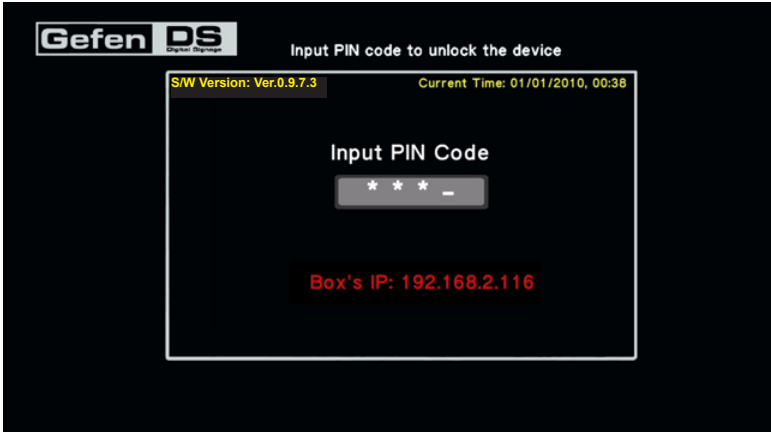 Gefen DS
Digital Signage
Input PIN code to unlock the device
S/W Version: Ver.0.9.7.3 Current Time: 01/01/2010, 00:38
Input PIN Code
* * * _
Box's IP: 192.168.2.116